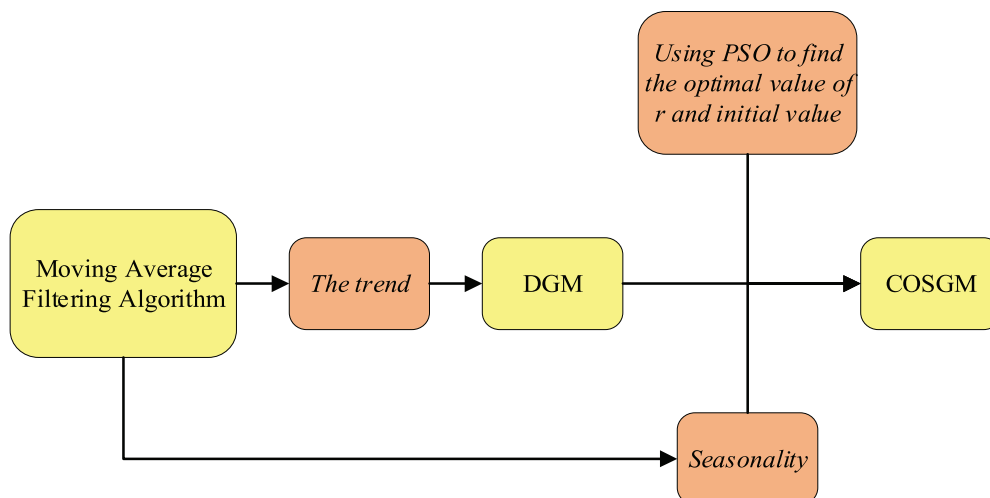 Using PSO to find
the optimal value of
r and initial value
Moving Average
Filtering Algorithm
The trend
DGM
COSGM
Seasonality